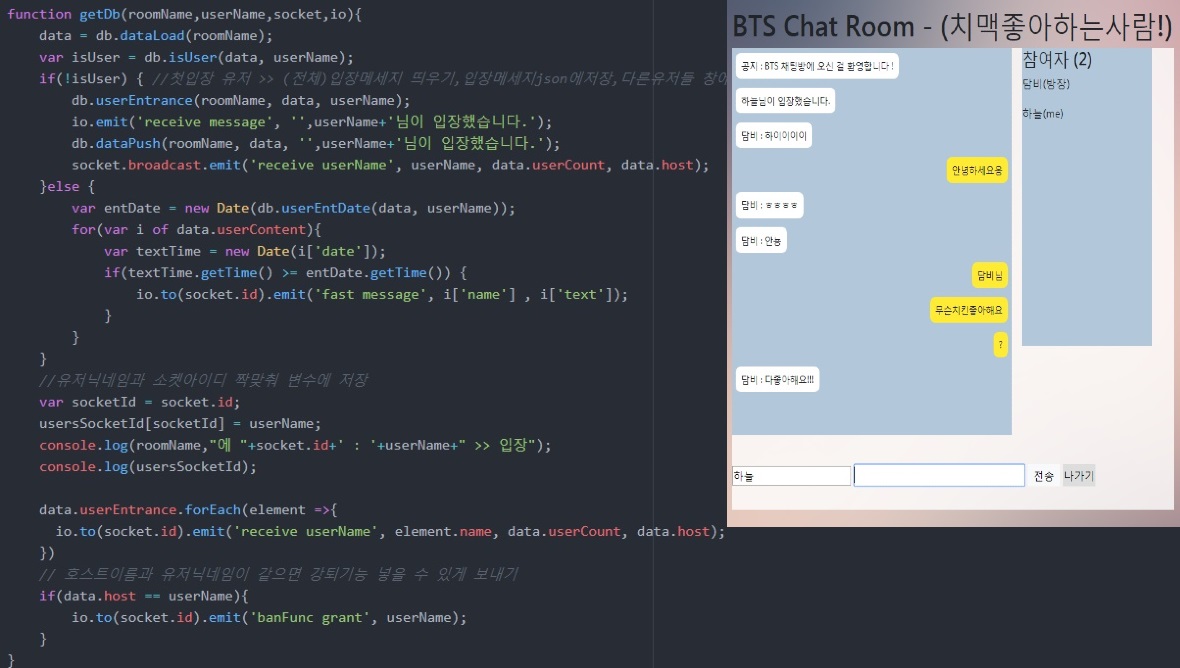 function getDb(roomName,userName,socket,io){
data = db.dataLoad(roomName);
var isUser = db.isUser(data, userName);
if(!isUser) { //첫입장 유저 >> (전체)입장메세지 띄우기,입장메세지json에저장,다른유저들 참여
db.userEntrance(roomName, data, userName);
io.emit('receive message', '',userName+'님이 입장했습니다.');
db.dataPush(roomName, data, '',userName+'님이 입장했습니다.');
socket.broadcast.emit('receive userName', userName, data.userCount, data.host);
}else {
var entDate = new Date(db.userEntDate(data, userName));
for(var i of data.userContent){
var textTime = new Date(i['date']);
if(textTime.getTime() >= entDate.getTime()) {
io.to(socket.id).emit('fast message', i['name'] , i['text']);
}
}
}
//유저닉네임과 소켓아이디 짝맞춰 변수에 저장
var socketId = socket.id;
usersSocketId[socketId] = userName;
console.log(roomName,"에 "+socket.id+' : '+userName+" >> 입장");
console.log(usersSocketId);
data.userEntrance.forEach(element =>{
io.to(socket.id).emit('receive userName', element.name, data.userCount, data.host);
})
// 호스트이름과 유저닉네임이 같으면 강퇴기능 넣을 수 있게 보내기
if(data.host == userName){
io.to(socket.id).emit('banFunc grant', userName);
}
}
BTS Chat Room - (치맥좋아하는사람!)
공지 : BTS 채팅방에 오신 걸 환영합니다 !
하늘님이 입장했습니다.
담비 : 하이이이이
안녕하세요옹
담비 : ㅎㅎㅎㅎ
담비 : 안뇽
담비님
무슨치킨좋아해요
?
담비 : 다좋아해요!!!
참여자 (2)
담비(방장)
하늘(me)
하늘
전송
나가기